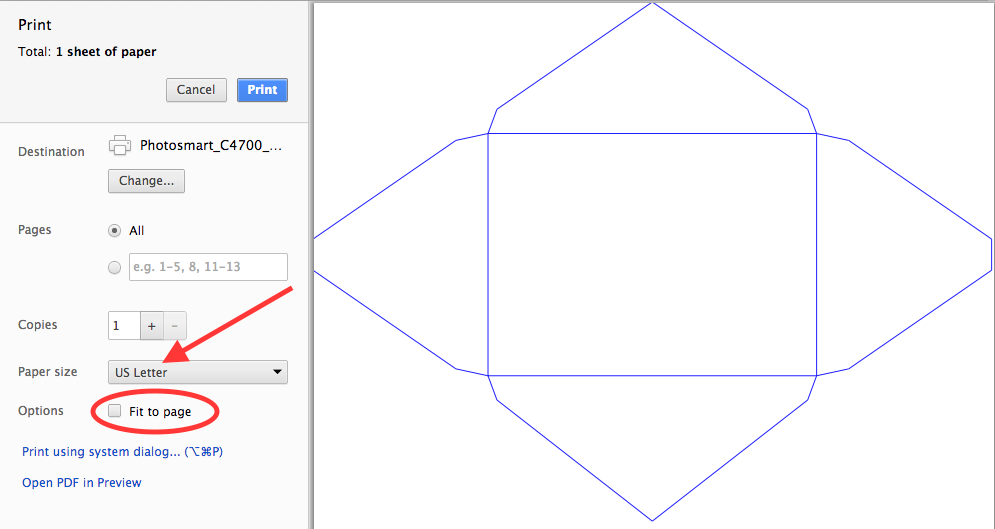 Print
Total: 1 sheet of paper
Cancel Print
Destination Photosmart_C4700_...
Change...
Pages All
e.g. 1-5, 8, 11-13
Copies 1 + -
Paper size US Letter
Options Fit to page
Print using system dialog... (⌥⌘P)
Open PDF in Preview